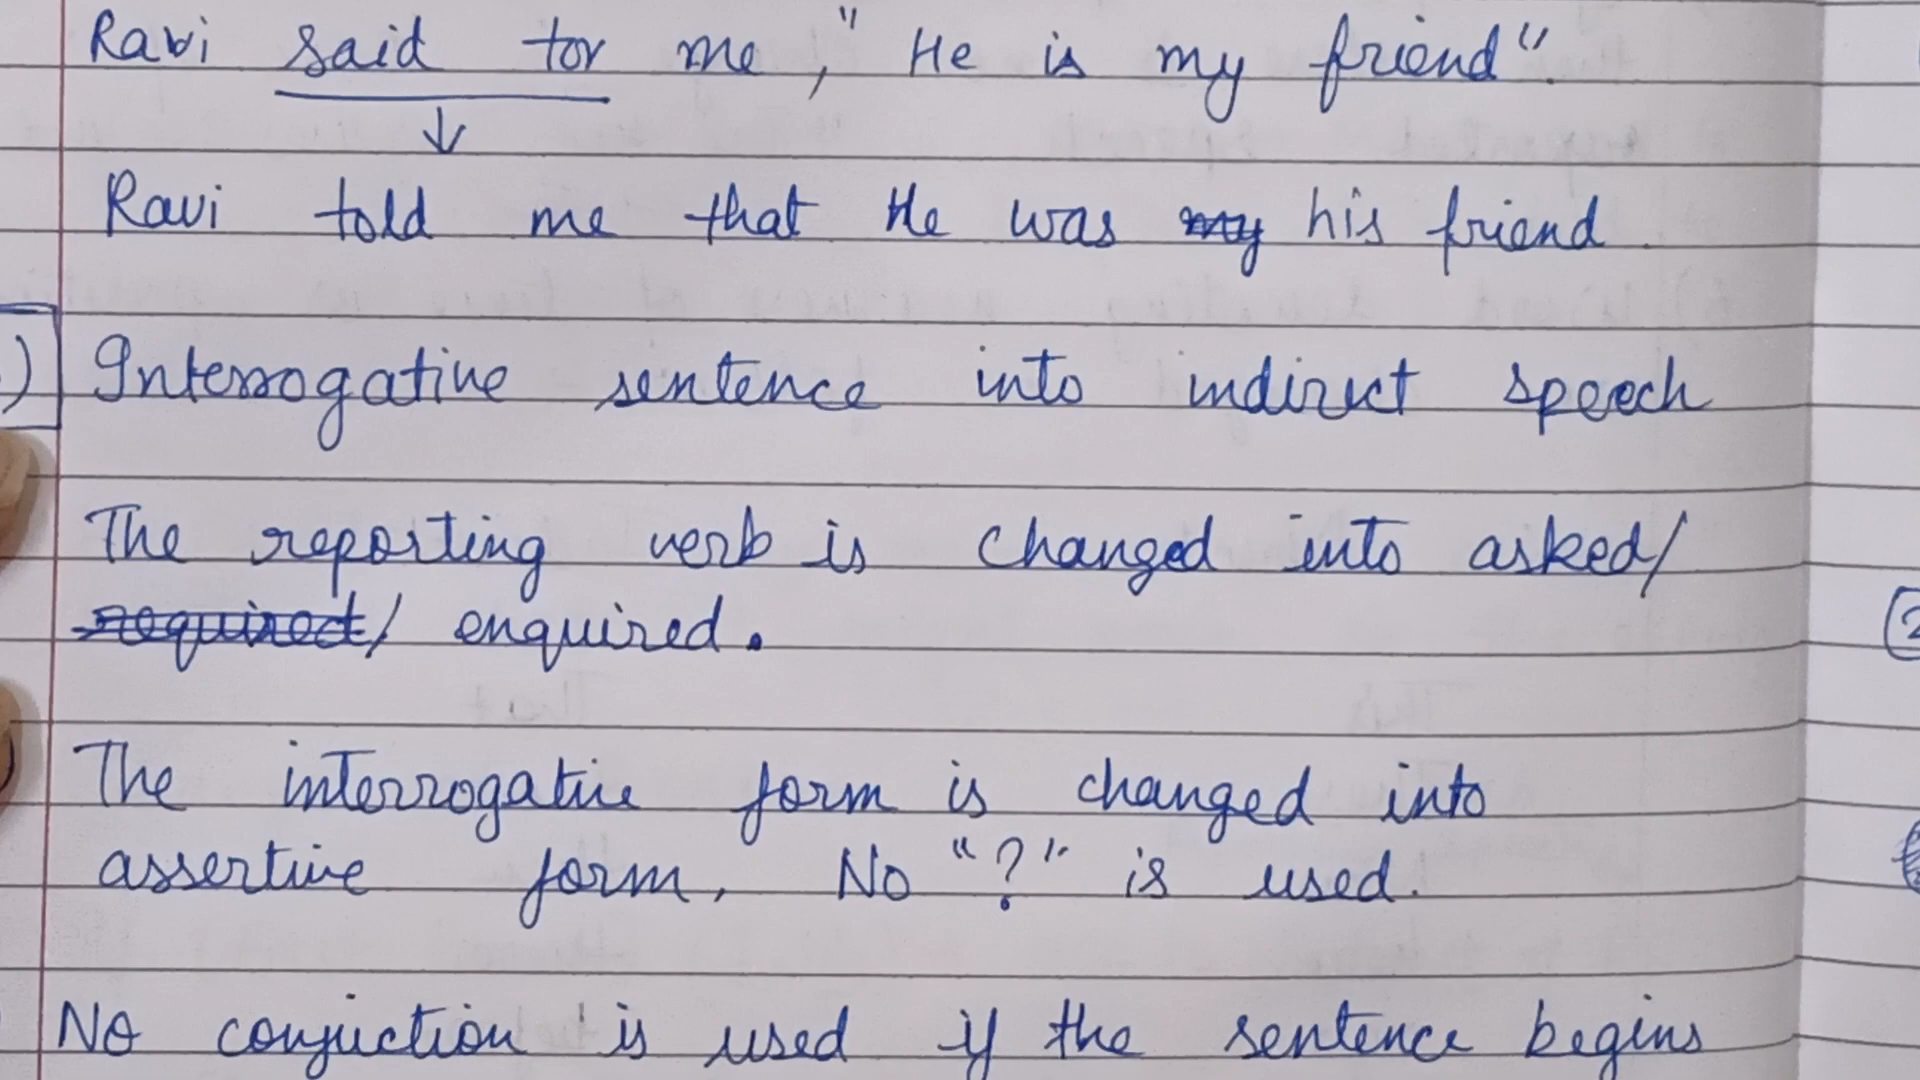 Ravi said to me, "He is my friend".
↓
Ravi told me that He was my his friend.
) Interrogative sentence into indirect speech
The reporting verb is changed into asked/
required/ enquired.
The interrogative form is changed into
assertive form, No "?" is used.
No conjuction is used if the sentence begins